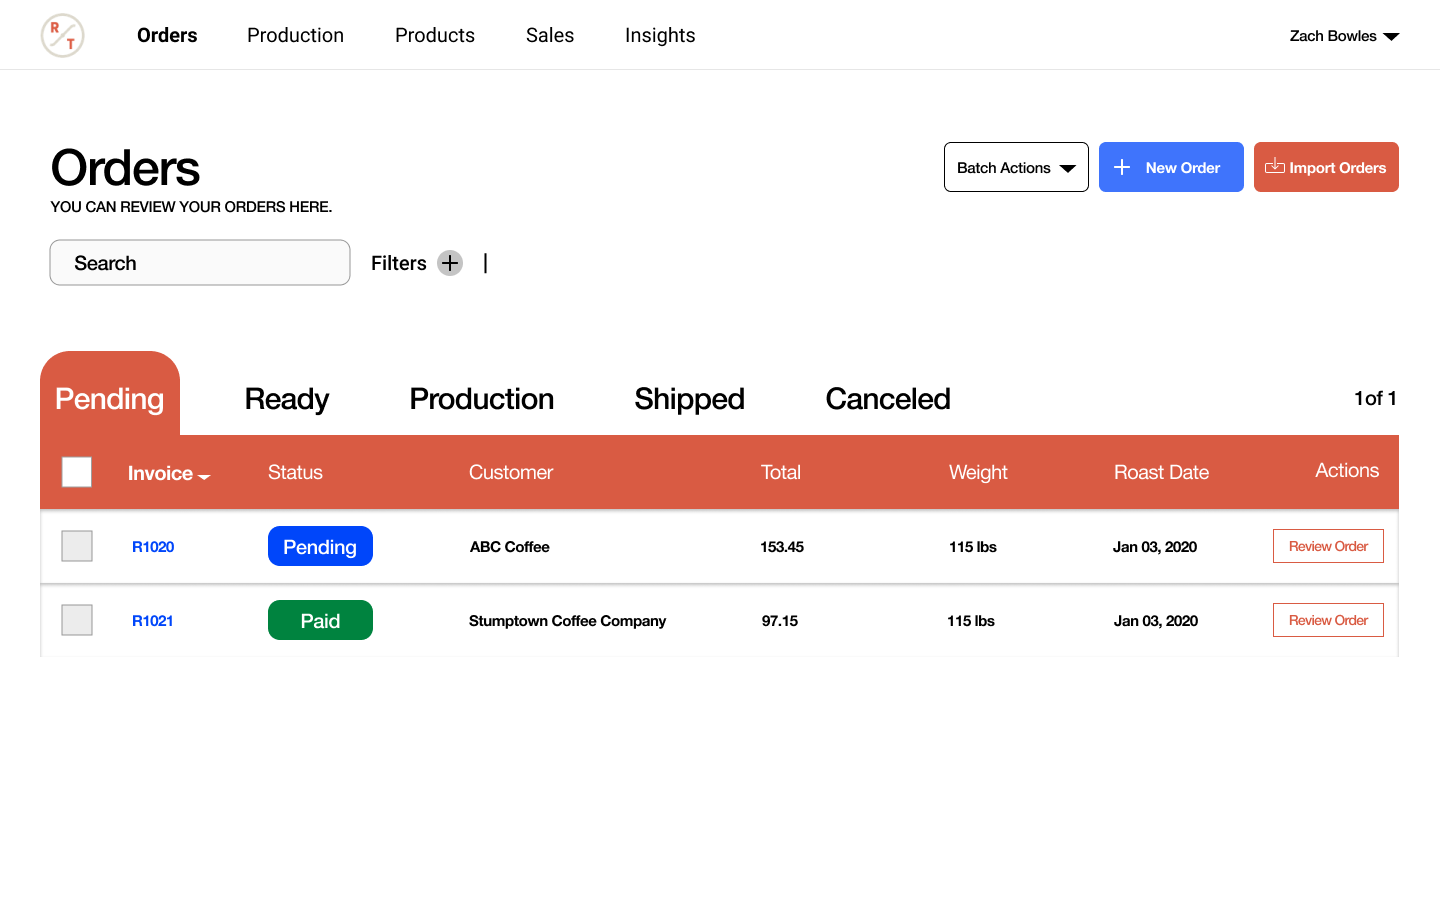 R T
Orders Production Products Sales Insights Zach Bowles
Orders
YOU CAN REVIEW YOUR ORDERS HERE.
Batch Actions New Order Import Orders
Search Filters
Pending Ready Production Shipped Canceled 1of 1
Invoice Status Customer Total Weight Roast Date Actions
R1020 Pending ABC Coffee 153.45 115 lbs Jan 03, 2020 Review Order
R1021 Paid Stumptown Coffee Company 97.15 115 lbs Jan 03, 2020 Review Order